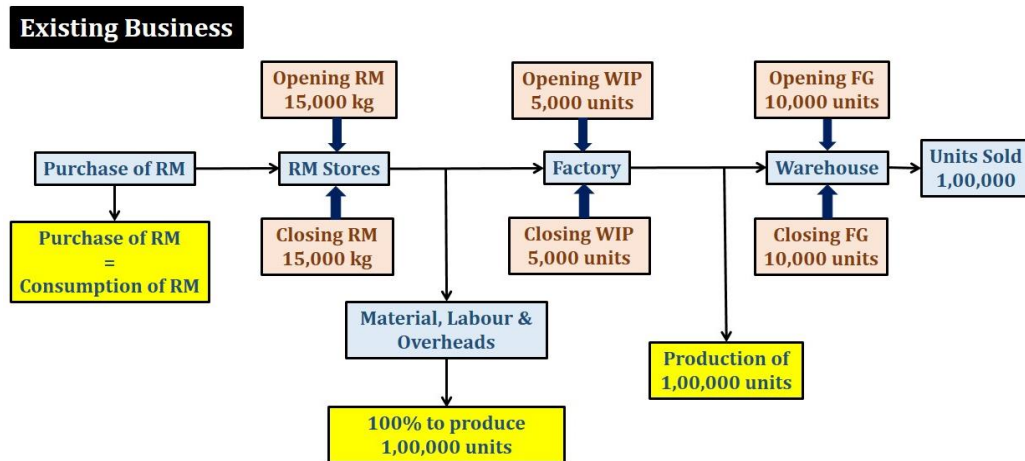 Existing Business
Opening RM
15,000 kg
Opening WIP
5,000 units
Opening FG
10,000 units
Purchase of RM
RM Stores
Factory
Warehouse
Units Sold
1,00,000
Purchase of RM
=
Consumption of RM
Closing RM
15,000 kg
Closing WIP
5,000 units
Closing FG
10,000 units
Material, Labour &
Overheads
Production of
1,00,000 units
100% to produce
1,00,000 units